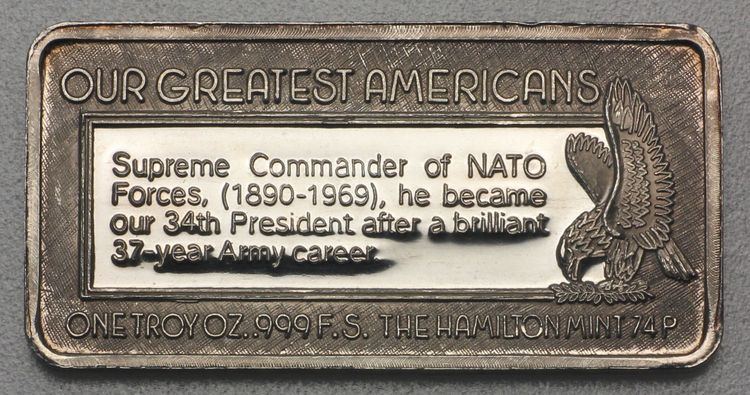 OUR GREATEST AMERICANS
Supreme Commander of NATO
Forces, (1890-1969), he became
our 34th President after a brilliant
37-year Army career.
ONE TROY OZ. .999 F.S. THE HAMILTON MINT 74P